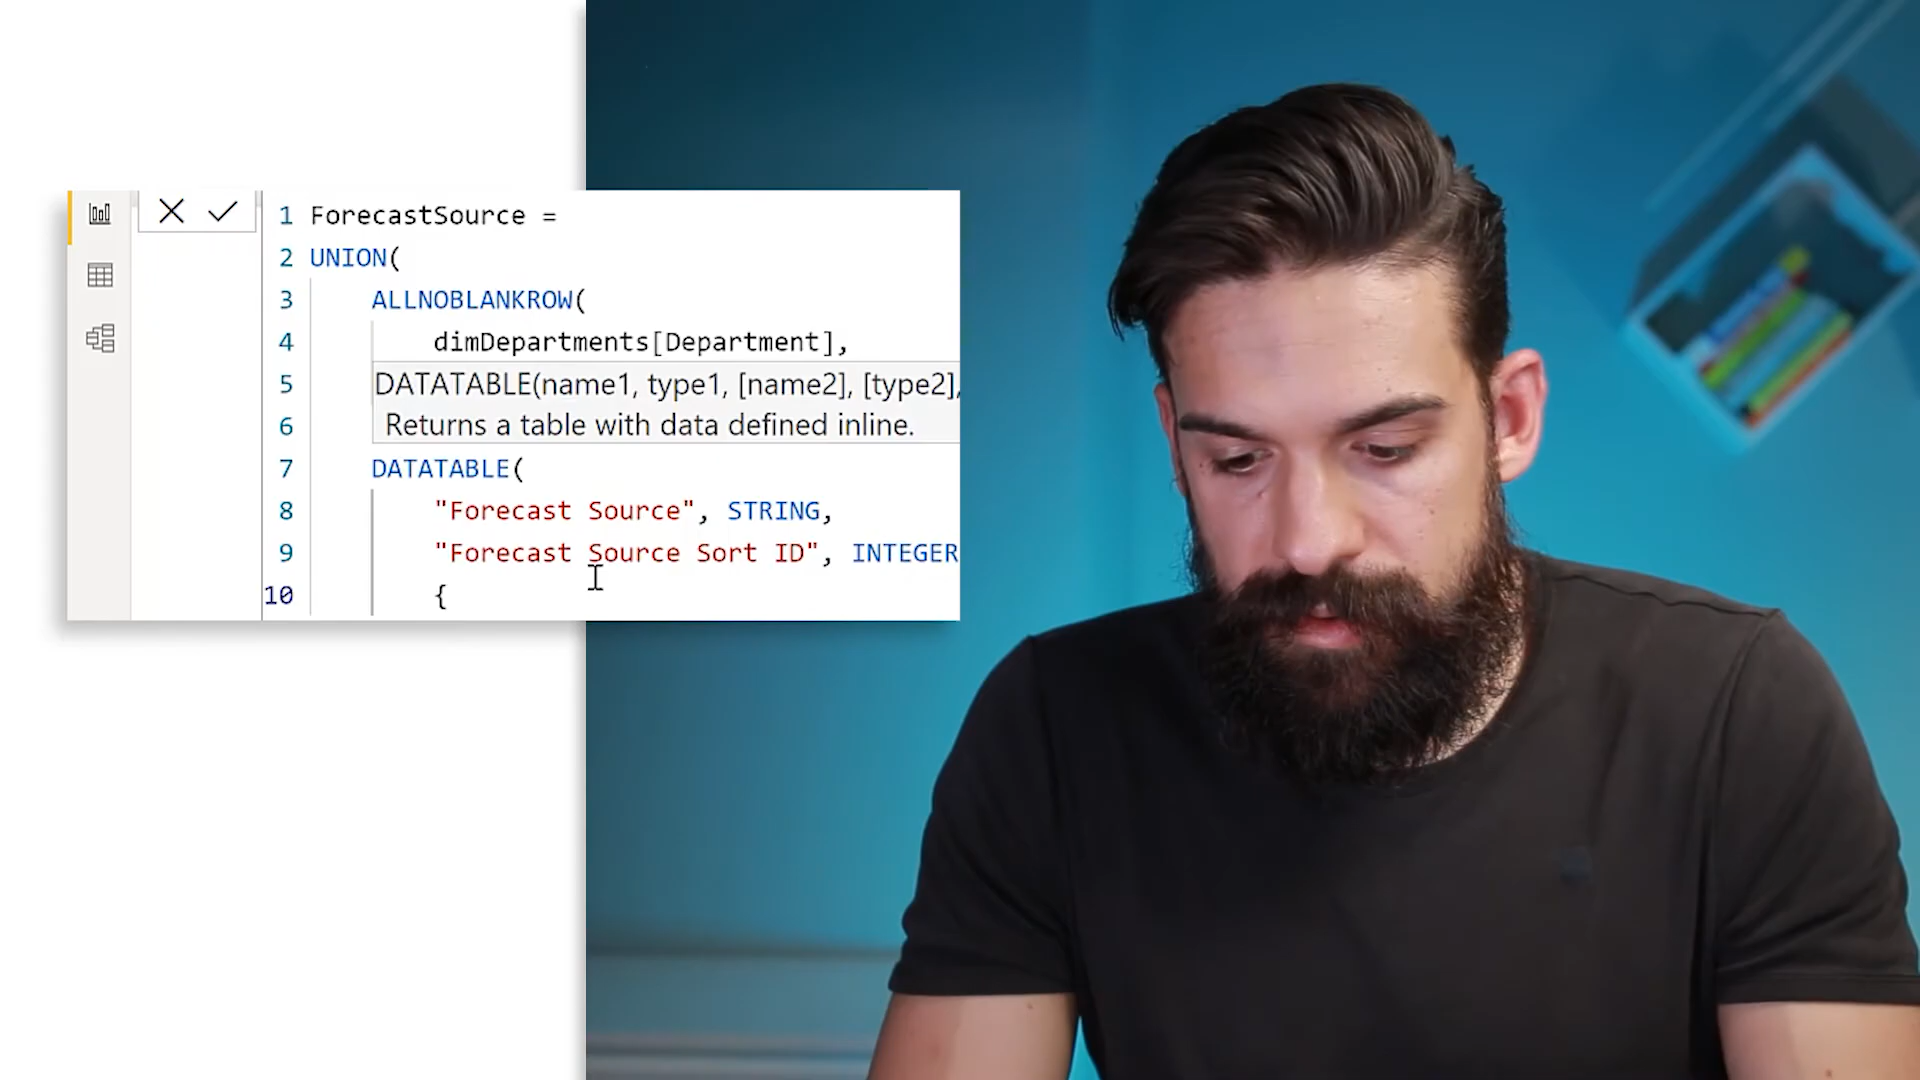 1 ForecastSource =
2 UNION(
3 ALLNOBLANKROW(
4 dimDepartments[Department],
5 DATATABLE(name1, type1, [name2], [type2],
6 Returns a table with data defined inline.
7 DATATABLE(
8 "Forecast Source", STRING,
9 "Forecast Source Sort ID", INTEGER
10 {